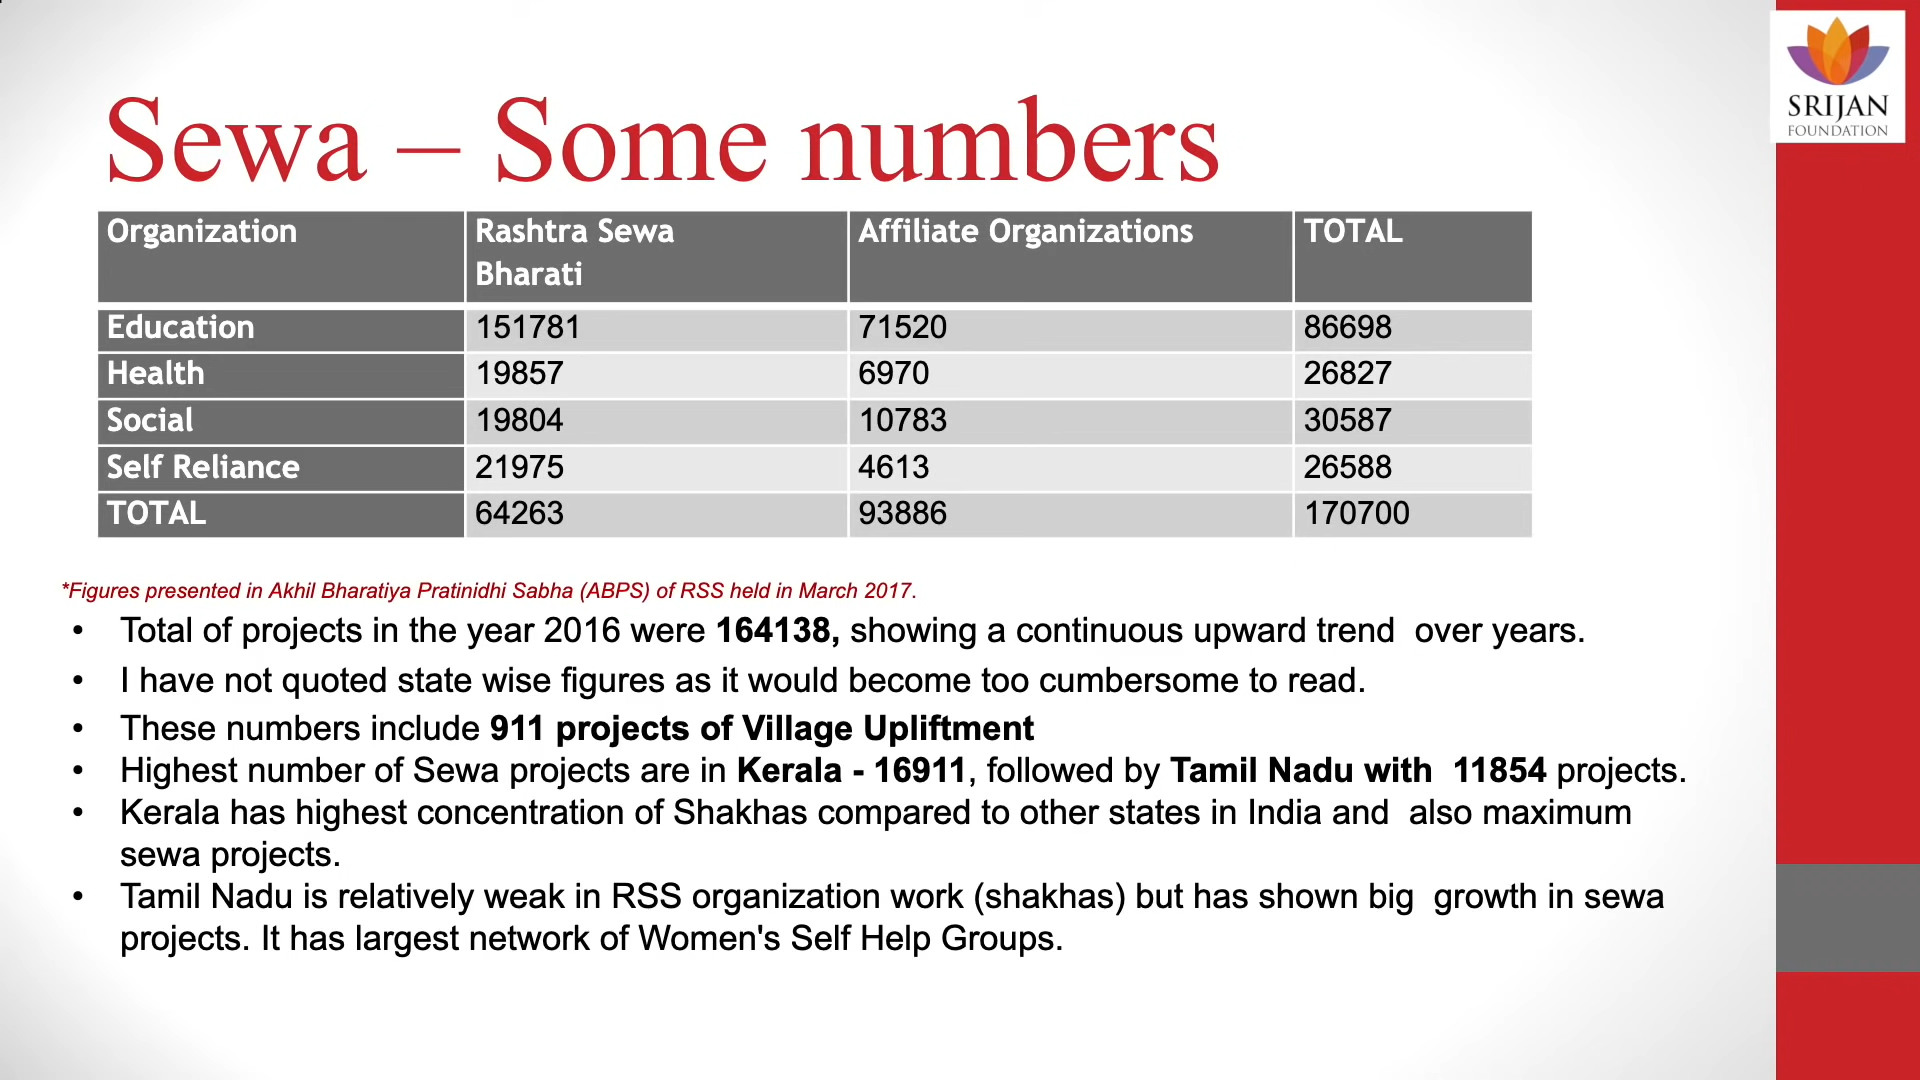 SRIJAN
FOUNDATION
Sewa – Some numbers
Organization Rashtra Sewa Bharati Affiliate Organizations TOTAL
Education 151781 71520 86698
Health 19857 6970 26827
Social 19804 10783 30587
Self Reliance 21975 4613 26588
TOTAL 64263 93886 170700
*Figures presented in Akhil Bharatiya Pratinidhi Sabha (ABPS) of RSS held in March 2017.
• Total of projects in the year 2016 were 164138, showing a continuous upward trend over years.
• I have not quoted state wise figures as it would become too cumbersome to read.
• These numbers include 911 projects of Village Upliftment
• Highest number of Sewa projects are in Kerala - 16911, followed by Tamil Nadu with 11854 projects.
• Kerala has highest concentration of Shakhas compared to other states in India and also maximum
sewa projects.
• Tamil Nadu is relatively weak in RSS organization work (shakhas) but has shown big growth in sewa
projects. It has largest network of Women's Self Help Groups.